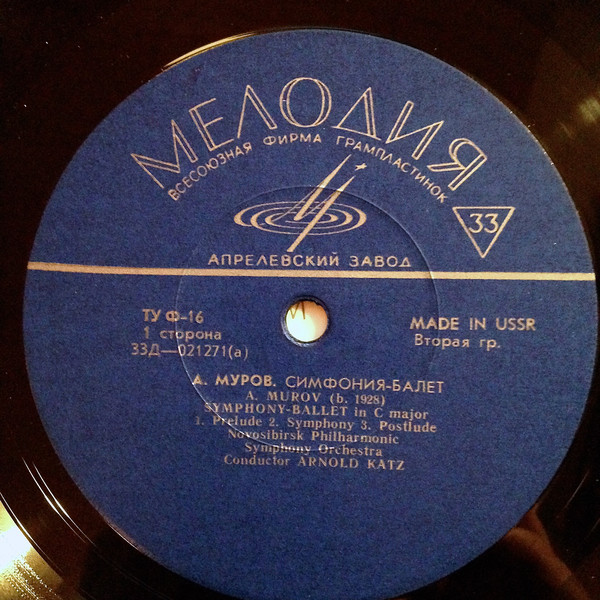 МЕЛОДИЯ
ВСЕСОЮЗНАЯ ФИРМА ГРАМПЛАСТИНОК
33
АПРЕЛЕВСКИЙ ЗАВОД
ТУ Ф-16
1 сторона
33Д—021271(а)
MADE IN USSR
Вторая гр.
А. МУРОВ. СИМФОНИЯ-БАЛЕТ
A. MUROV (b. 1928)
SYMPHONY-BALLET in C major
1. Prelude 2. Symphony 3. Postlude
Novosibirsk Philharmonic
Symphony Orchestra
Conductor ARNOLD KATZ